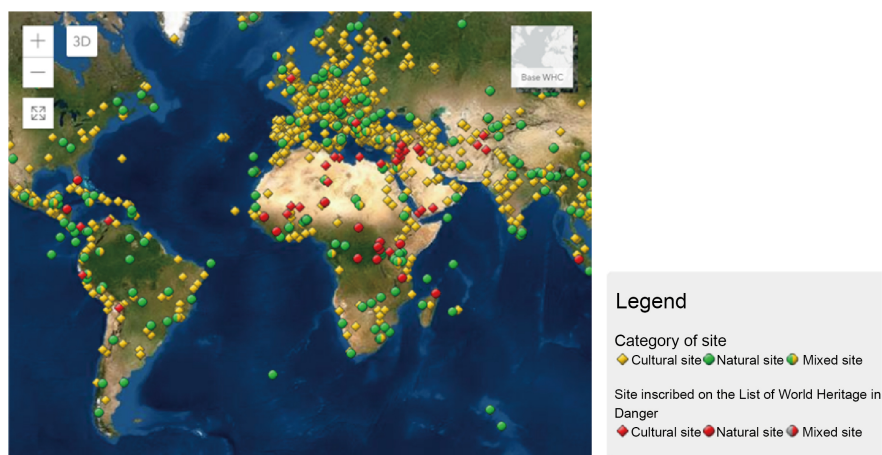 +
3D
−
Base WHC
Legend
Category of site
Cultural site Natural site Mixed site
Site inscribed on the List of World Heritage in
Danger
Cultural site Natural site Mixed site